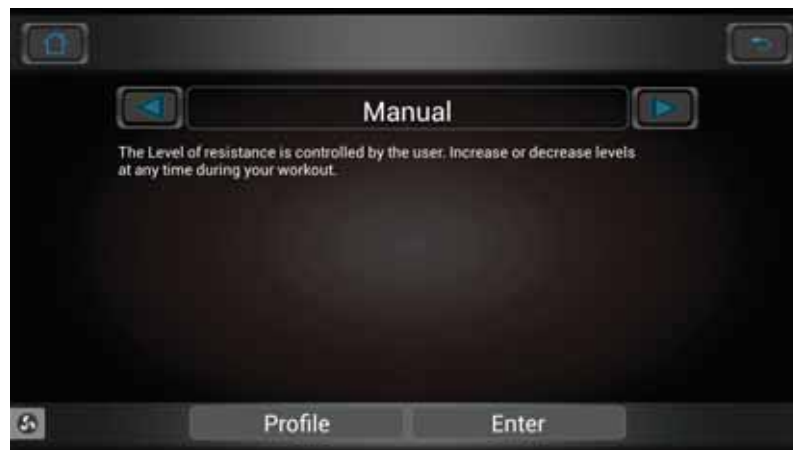 Manual
The Level of resistance is controlled by the user. Increase or decrease levels
at any time during your workout.
Profile
Enter